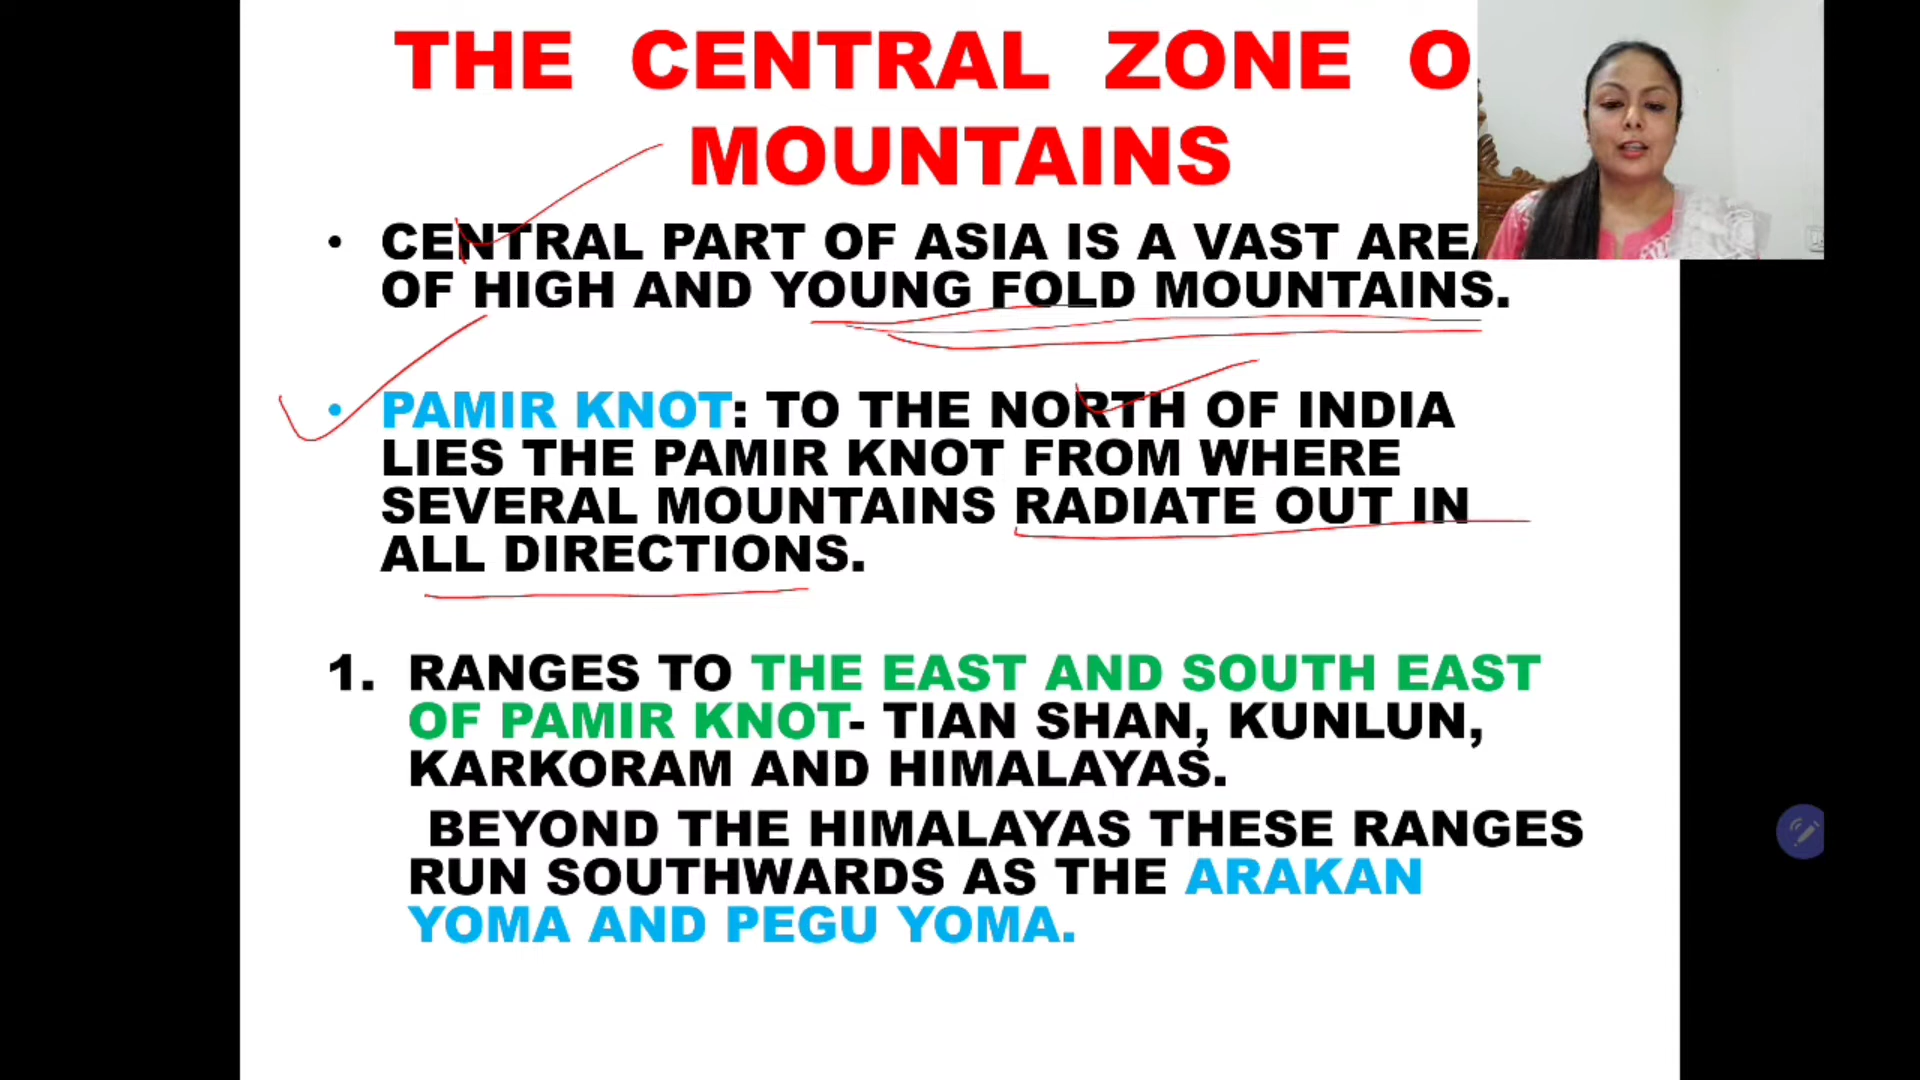 THE CENTRAL ZONE O
MOUNTAINS
• CENTRAL PART OF ASIA IS A VAST AREA
OF HIGH AND YOUNG FOLD MOUNTAINS.
• PAMIR KNOT: TO THE NORTH OF INDIA
LIES THE PAMIR KNOT FROM WHERE
SEVERAL MOUNTAINS RADIATE OUT IN
ALL DIRECTIONS.
1. RANGES TO THE EAST AND SOUTH EAST
OF PAMIR KNOT- TIAN SHAN, KUNLUN,
KARKORAM AND HIMALAYAS.
BEYOND THE HIMALAYAS THESE RANGES
RUN SOUTHWARDS AS THE ARAKAN
YOMA AND PEGU YOMA.